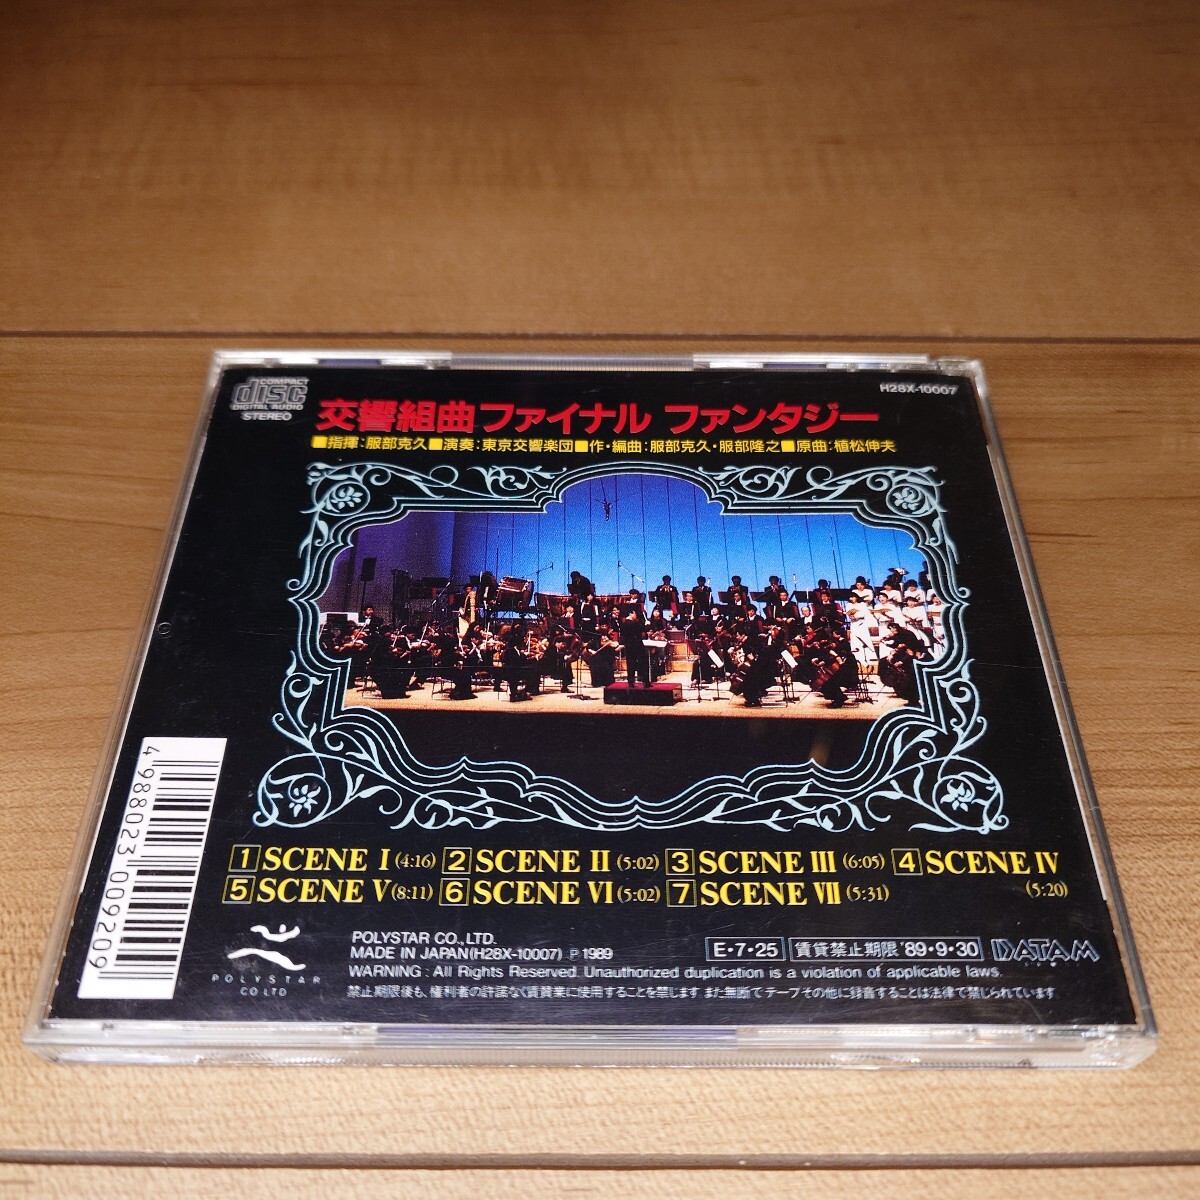 H28X-10007
COMPACT
disc
DIGITAL AUDIO
STEREO
交響組曲ファイナル ファンタジー
■指揮:服部克久■演奏:東京交響楽団■作・編曲:服部克久・服部隆之■原曲:植松伸夫
1 SCENE I (4:16) 2 SCENE II (5:02) 3 SCENE III (6:05) 4 SCENE IV (5:20)
5 SCENE V (8:11) 6 SCENE VI (5:02) 7 SCENE VII (5:31)
4 988023 009209
POLYSTAR
CO LTD
POLYSTAR CO., LTD.
MADE IN JAPAN (H28X-10007) P 1989
E・7・25
賃貸禁止期限 '89・9・30
DATAM
WARNING : All Rights Reserved. Unauthorized duplication is a violation of applicable laws.
禁止期限後も、権利者の許諾なく賃貸業に使用することを禁じます また無断でテープその他に録音することは法律で禁じられています